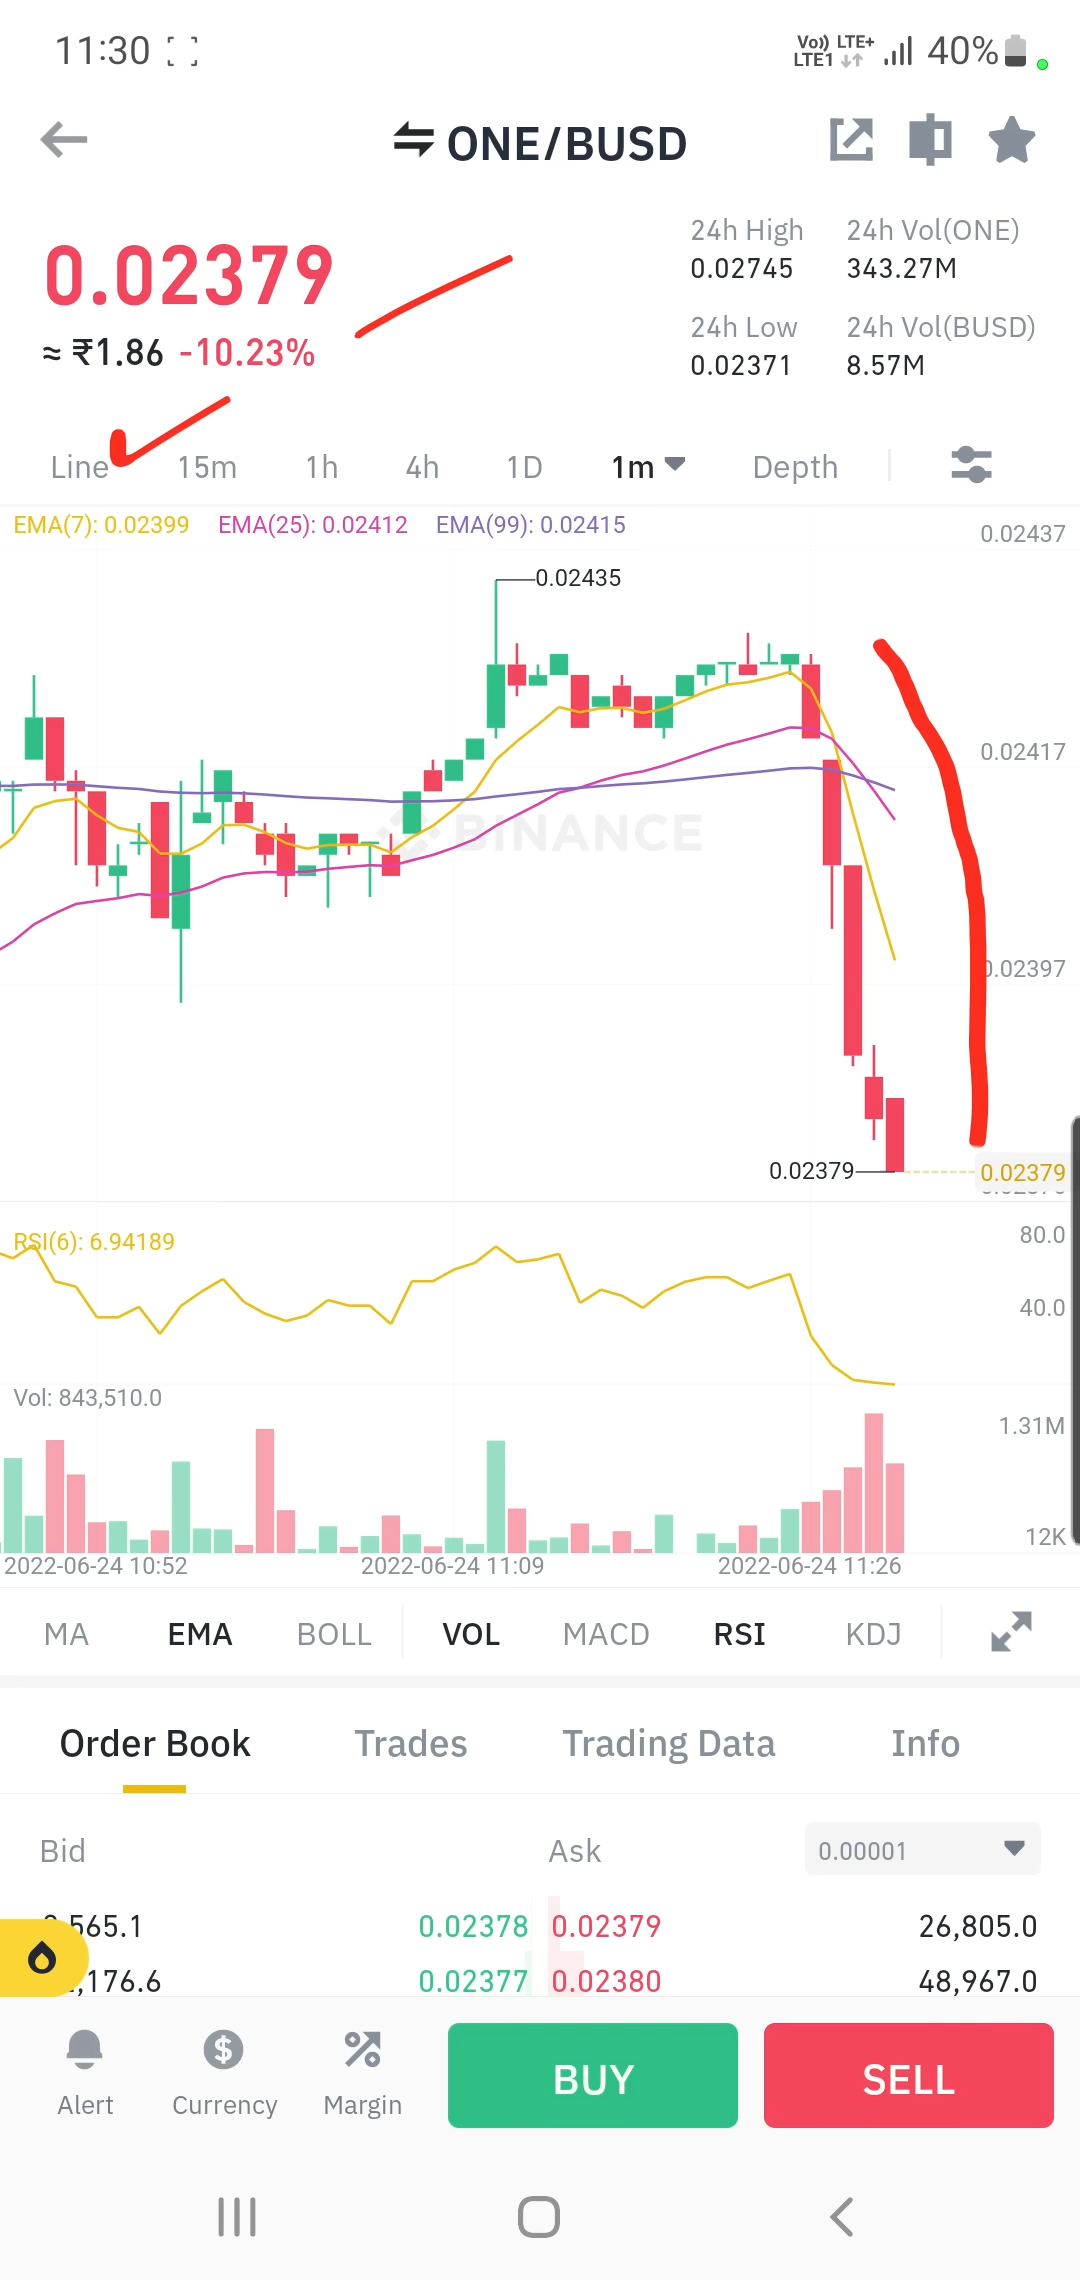 11:30 Vo)) LTE+ LTE1 40%
ONE/BUSD
24h High 24h Vol(ONE)
0.02379 0.02745 343.27M
24h Low 24h Vol(BUSD)
≈ ₹1.86 -10.23% 0.02371 8.57M
Line 15m 1h 4h 1D 1m Depth
EMA(7): 0.02399 EMA(25): 0.02412 EMA(99): 0.02415 0.02437
0.02435
0.02417
BINANCE
0.02397
0.02379 0.02379
RSI(6): 6.94189 80.0
40.0
Vol: 843,510.0
1.31M
12K
2022-06-24 10:52 2022-06-24 11:09 2022-06-24 11:26
MA EMA BOLL VOL MACD RSI KDJ
Order Book Trades Trading Data Info
Bid Ask 0.00001
0.02378 0.02379 26,805.0
0.02377 0.02380 48,967.0
Alert Currency Margin BUY SELL